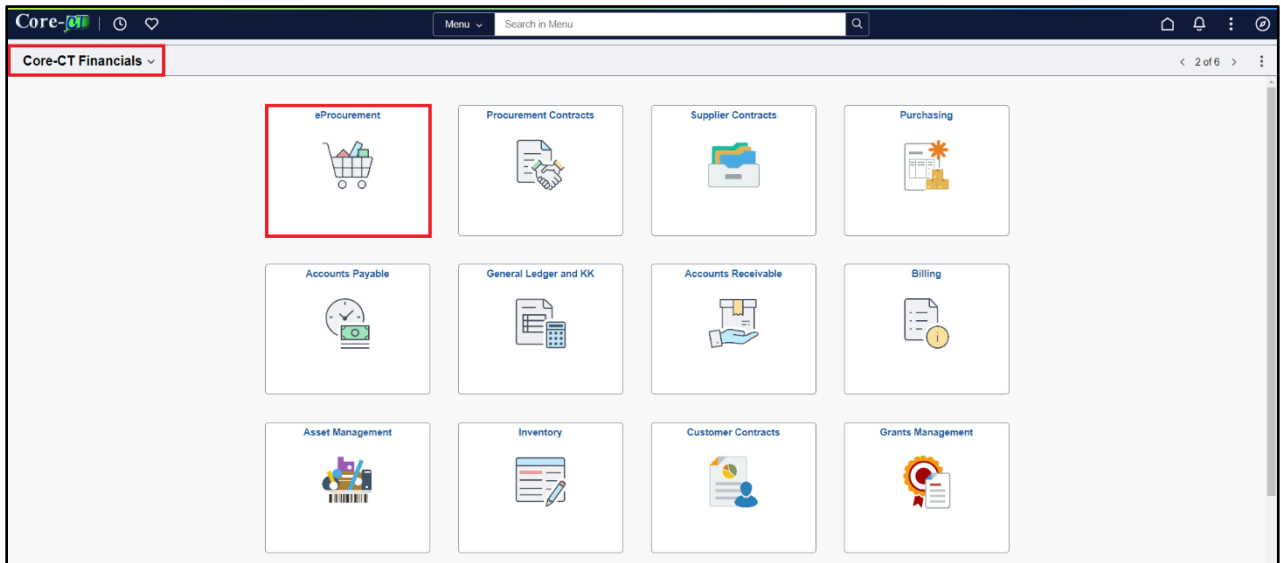 Core-CT
Menu
Search in Menu
Core-CT Financials
2 of 6
eProcurement
Procurement Contracts
Supplier Contracts
Purchasing
Accounts Payable
General Ledger and KK
Accounts Receivable
Billing
Asset Management
Inventory
Customer Contracts
Grants Management